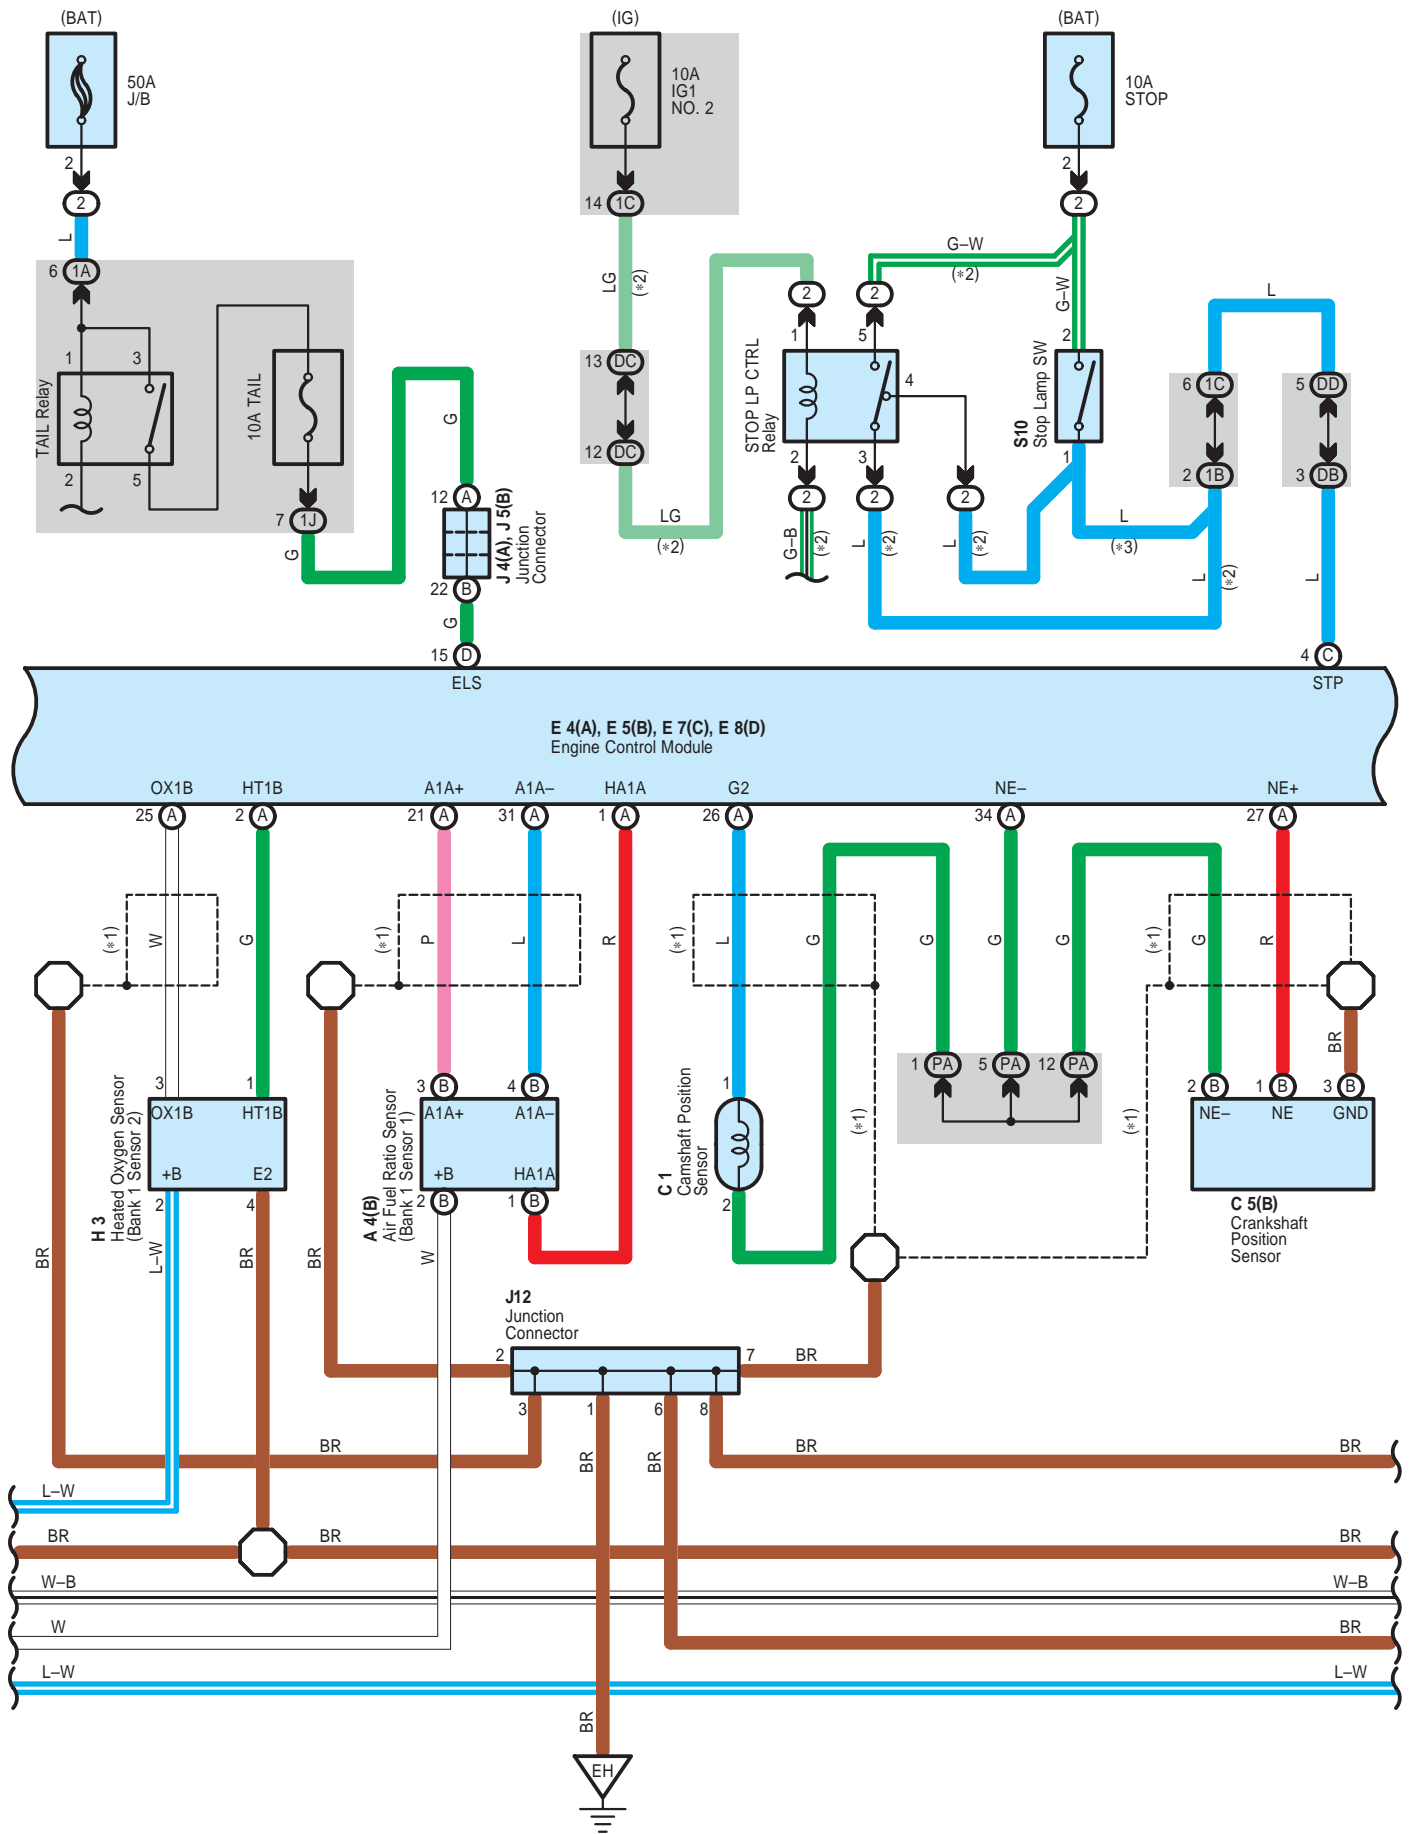 (BAT)
(IG)
(BAT)
50A
J/B
10A
IG1
NO. 2
10A
STOP
2
2
2
14 1C
2
L
6 1A
LG
(*2)
G–W
(*2)
G–W
L
2
2
1
3
1
5
2
TAIL Relay
10A TAIL
G
13 DC
12 DC
STOP LP CTRL
Relay
4
S10
Stop Lamp SW
6 1C
5 DD
2
5
2
3
1
2 1B
3 DB
7 1J
12 A
J 4(A), J 5(B)
Junction
Connector
2
2
2
G
LG
(*2)
G–B
(*2)
L
(*2)
L
(*2)
L
(*3)
L
(*2)
L
22 B
G
15 D
4 C
ELS
STP
E 4(A), E 5(B), E 7(C), E 8(D)
Engine Control Module
OX1B
HT1B
A1A+
A1A–
HA1A
G2
NE–
NE+
25 A
2 A
21 A
31 A
1 A
26 A
34 A
27 A
(*1)
W
G
(*1)
P
L
R
(*1)
L
G
G
G
G
(*1)
G
R
BR
1 PA
5 PA
12 PA
3
1
3 B
4 B
1
2 B
1 B
3 B
OX1B
HT1B
A1A+
A1A–
NE–
NE
GND
(*1)
(*1)
+B
E2
+B
HA1A
2
4
2 B
1 B
2
H 3
Heated Oxygen Sensor
(Bank 1 Sensor 2)
A 4(B)
Air Fuel Ratio Sensor
(Bank 1 Sensor 1)
C 1
Camshaft Position
Sensor
C 5(B)
Crankshaft
Position
Sensor
BR
L–W
BR
BR
W
J12
Junction
Connector
2
7
BR
3
1
6
8
BR
BR
BR
BR
BR
L–W
BR
BR
BR
W–B
W–B
W
BR
L–W
L–W
BR
EH